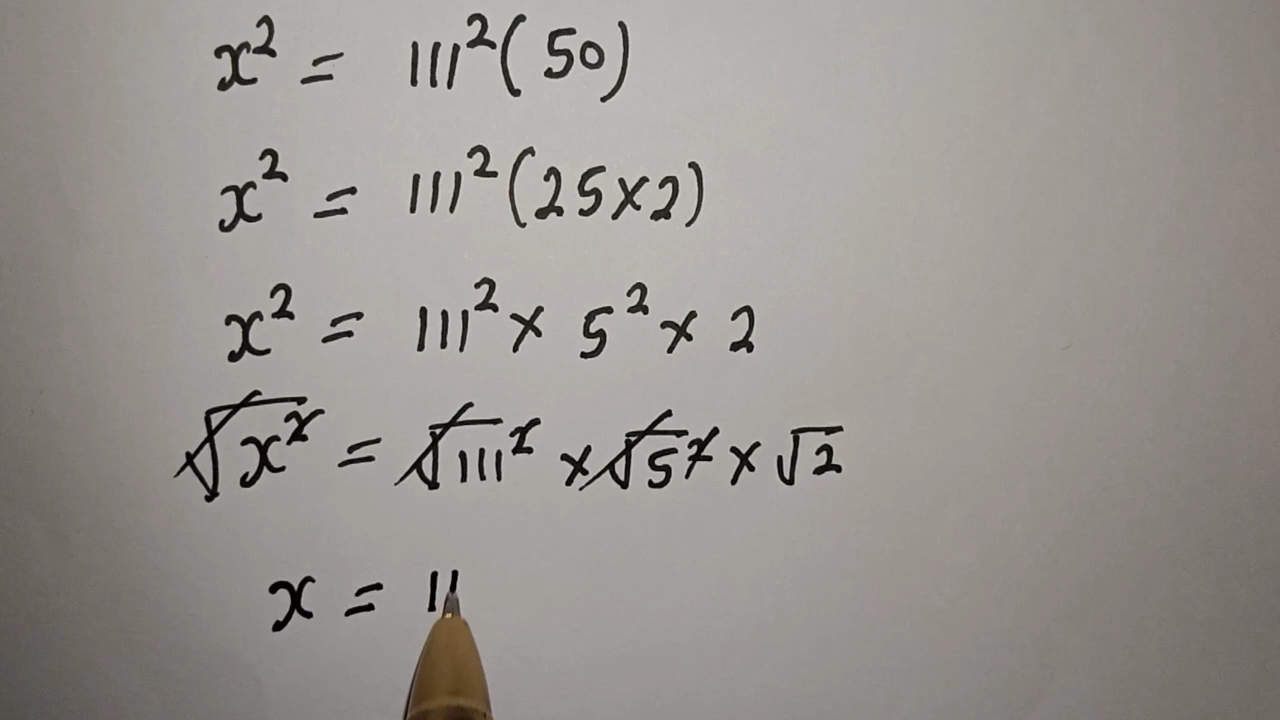 x² = 111²(50)
x² = 111²(25×2)
x² = 111² × 5² × 2
√x² = √111² × √5² × √2
x = 11